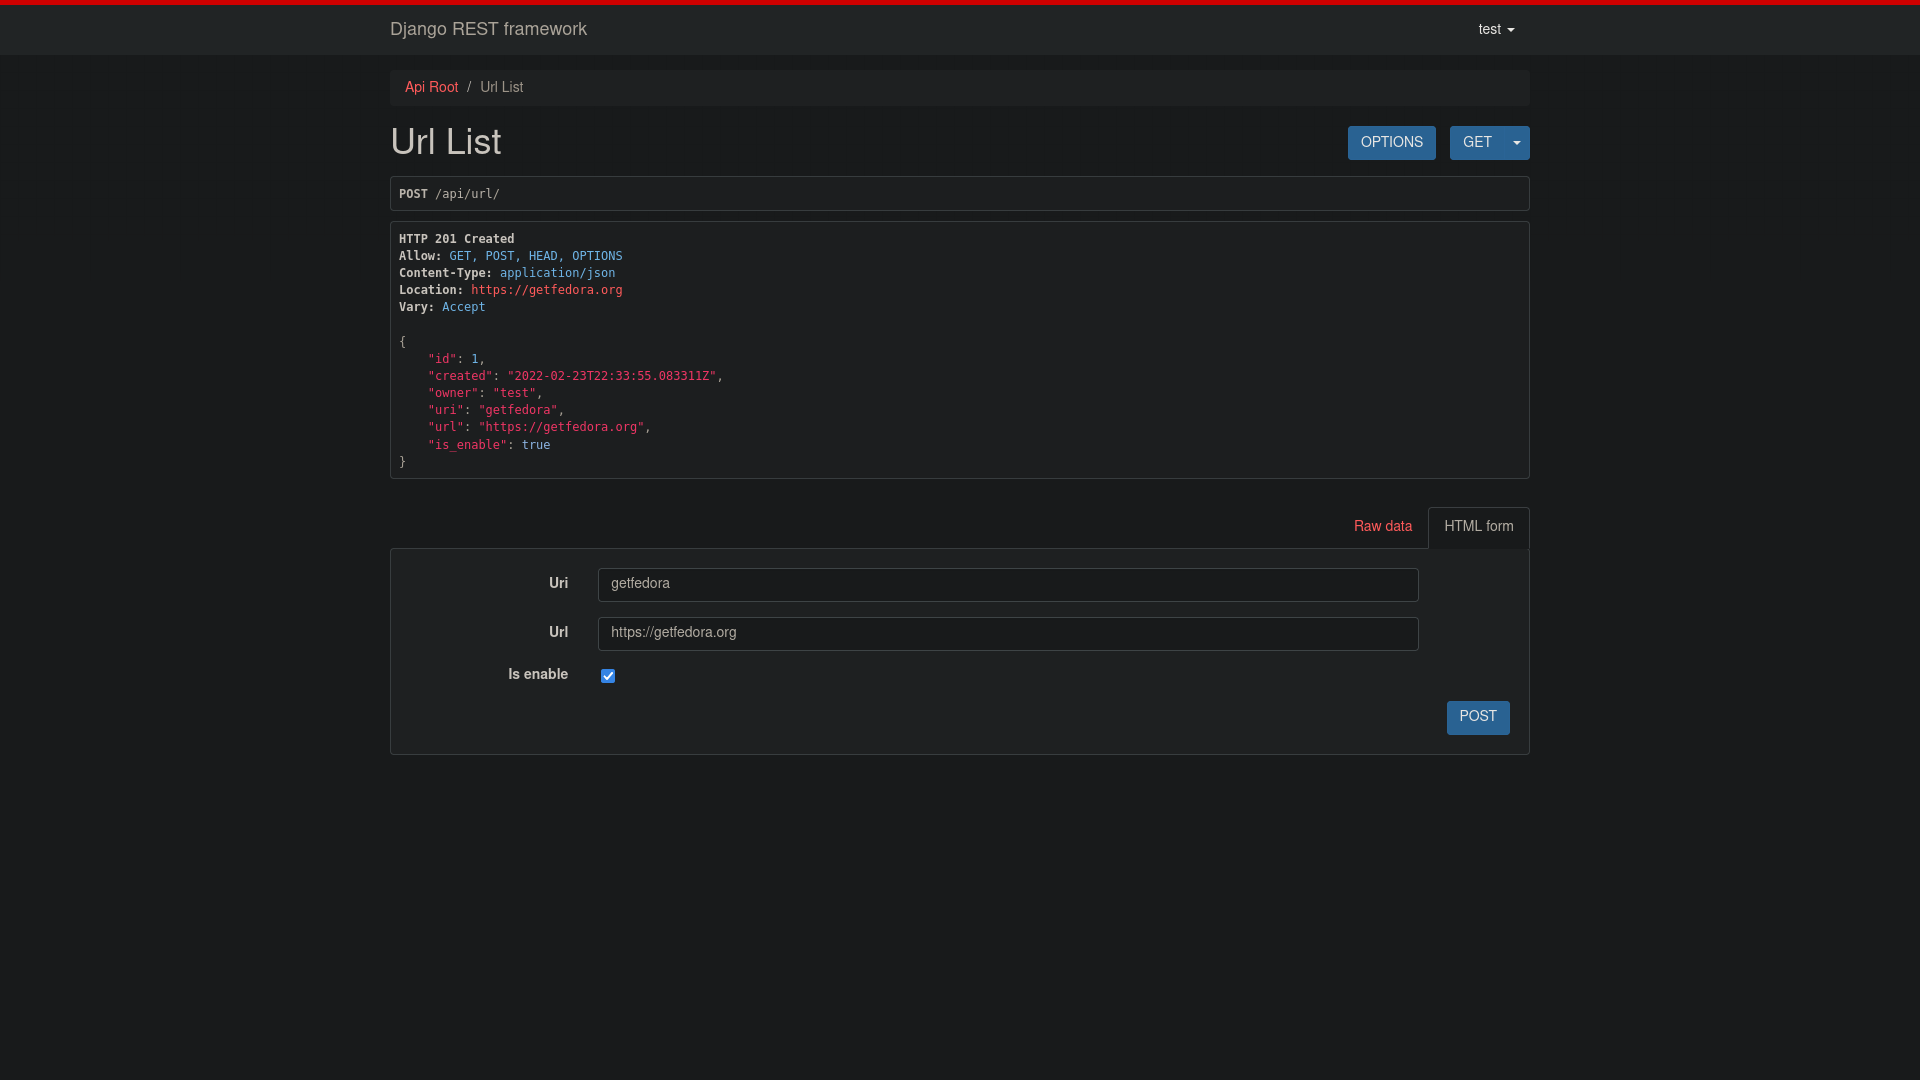 Django REST framework
test
Api Root / Url List
Url List
OPTIONS
GET
POST /api/url/
HTTP 201 Created
Allow: GET, POST, HEAD, OPTIONS
Content-Type: application/json
Location: https://getfedora.org
Vary: Accept
{
"id": 1,
"created": "2022-02-23T22:33:55.083311Z",
"owner": "test",
"uri": "getfedora",
"url": "https://getfedora.org",
"is_enable": true
}
Raw data
HTML form
Uri
getfedora
Url
https://getfedora.org
Is enable
POST